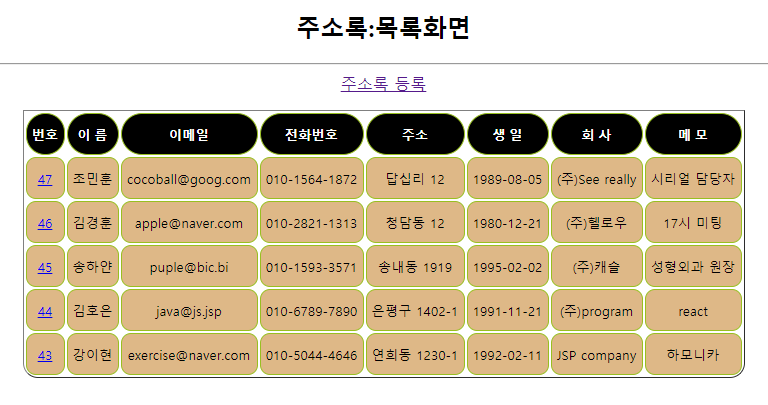 주소록:목록화면
주소록 등록
번호 이 름 이메일 전화번호 주소 생 일 회 사 메 모
47 조민훈 cocoball@goog.com 010-1564-1872 답십리 12 1989-08-05 (주)See really 시리얼 담당자
46 김경훈 apple@naver.com 010-2821-1313 청담동 12 1980-12-21 (주)헬로우 17시 미팅
45 송하얀 puple@bic.bi 010-1593-3571 송내동 1919 1995-02-02 (주)캐슬 성형외과 원장
44 김호은 java@js.jsp 010-6789-7890 은평구 1402-1 1991-11-21 (주)program react
43 강이현 exercise@naver.com 010-5044-4646 연희동 1230-1 1992-02-11 JSP company 하모니카